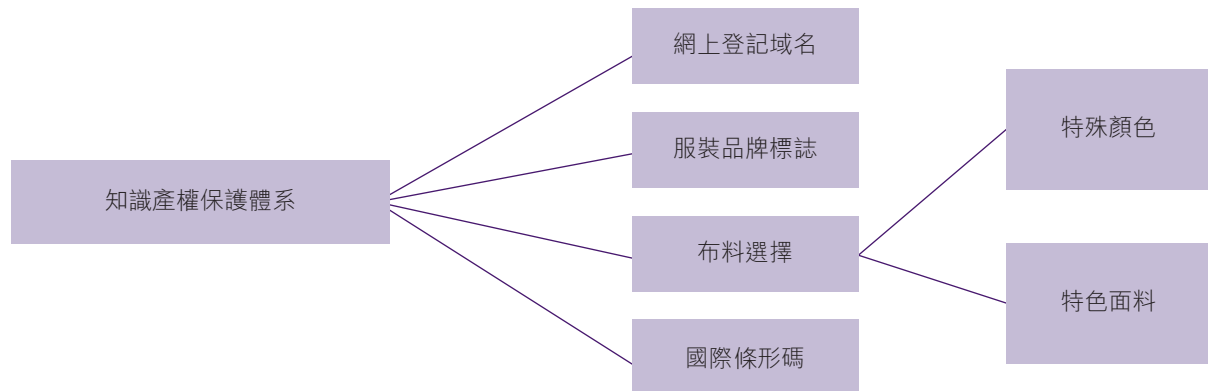 知識產權保護體系
網上登記域名
服裝品牌標誌
布料選擇
國際條形碼
特殊顏色
特色面料